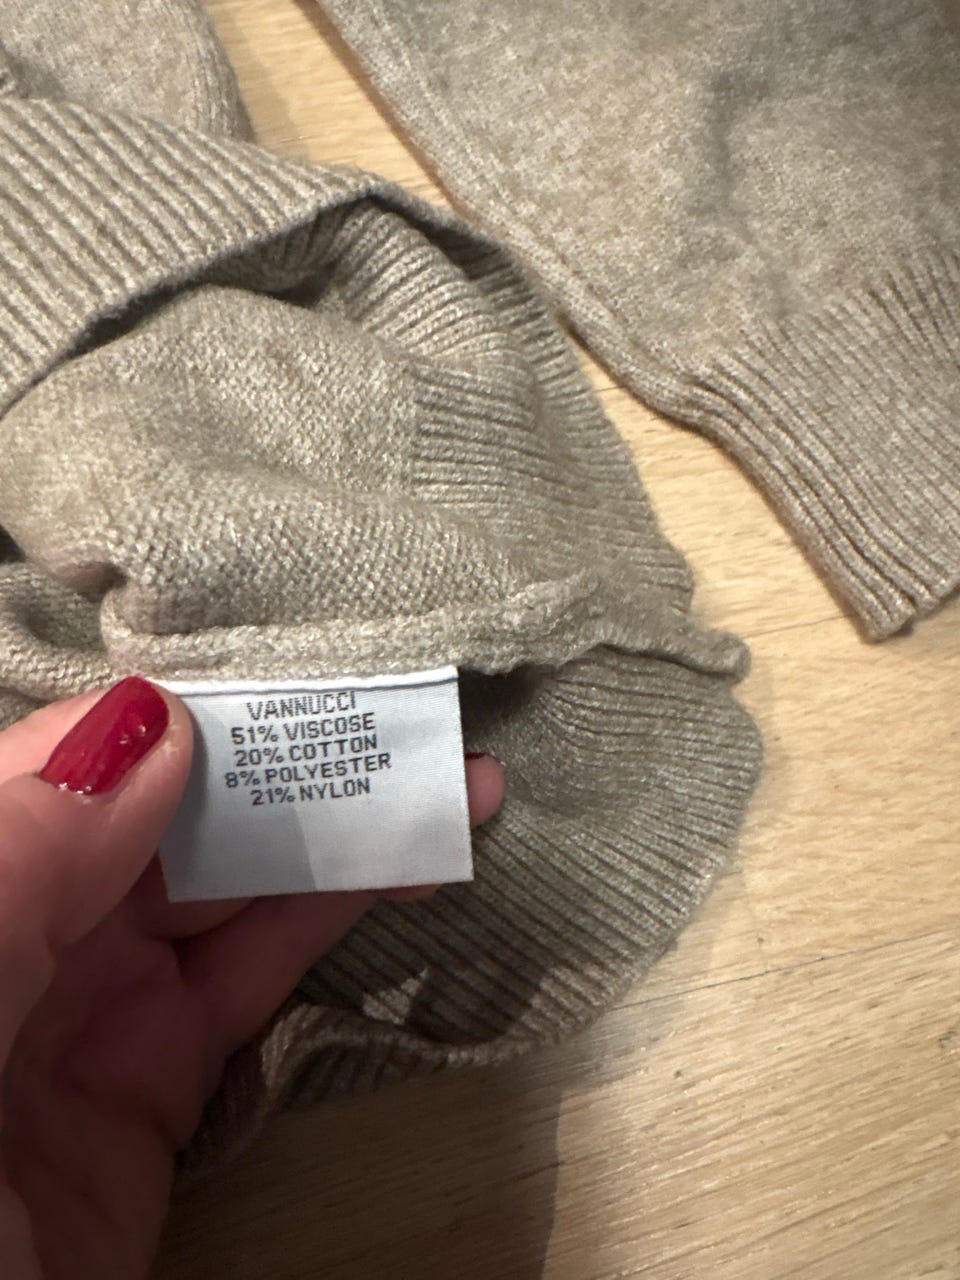 VANNUCCI
51% VISCOSE
20% COTTON
8% POLYESTER
21% NYLON